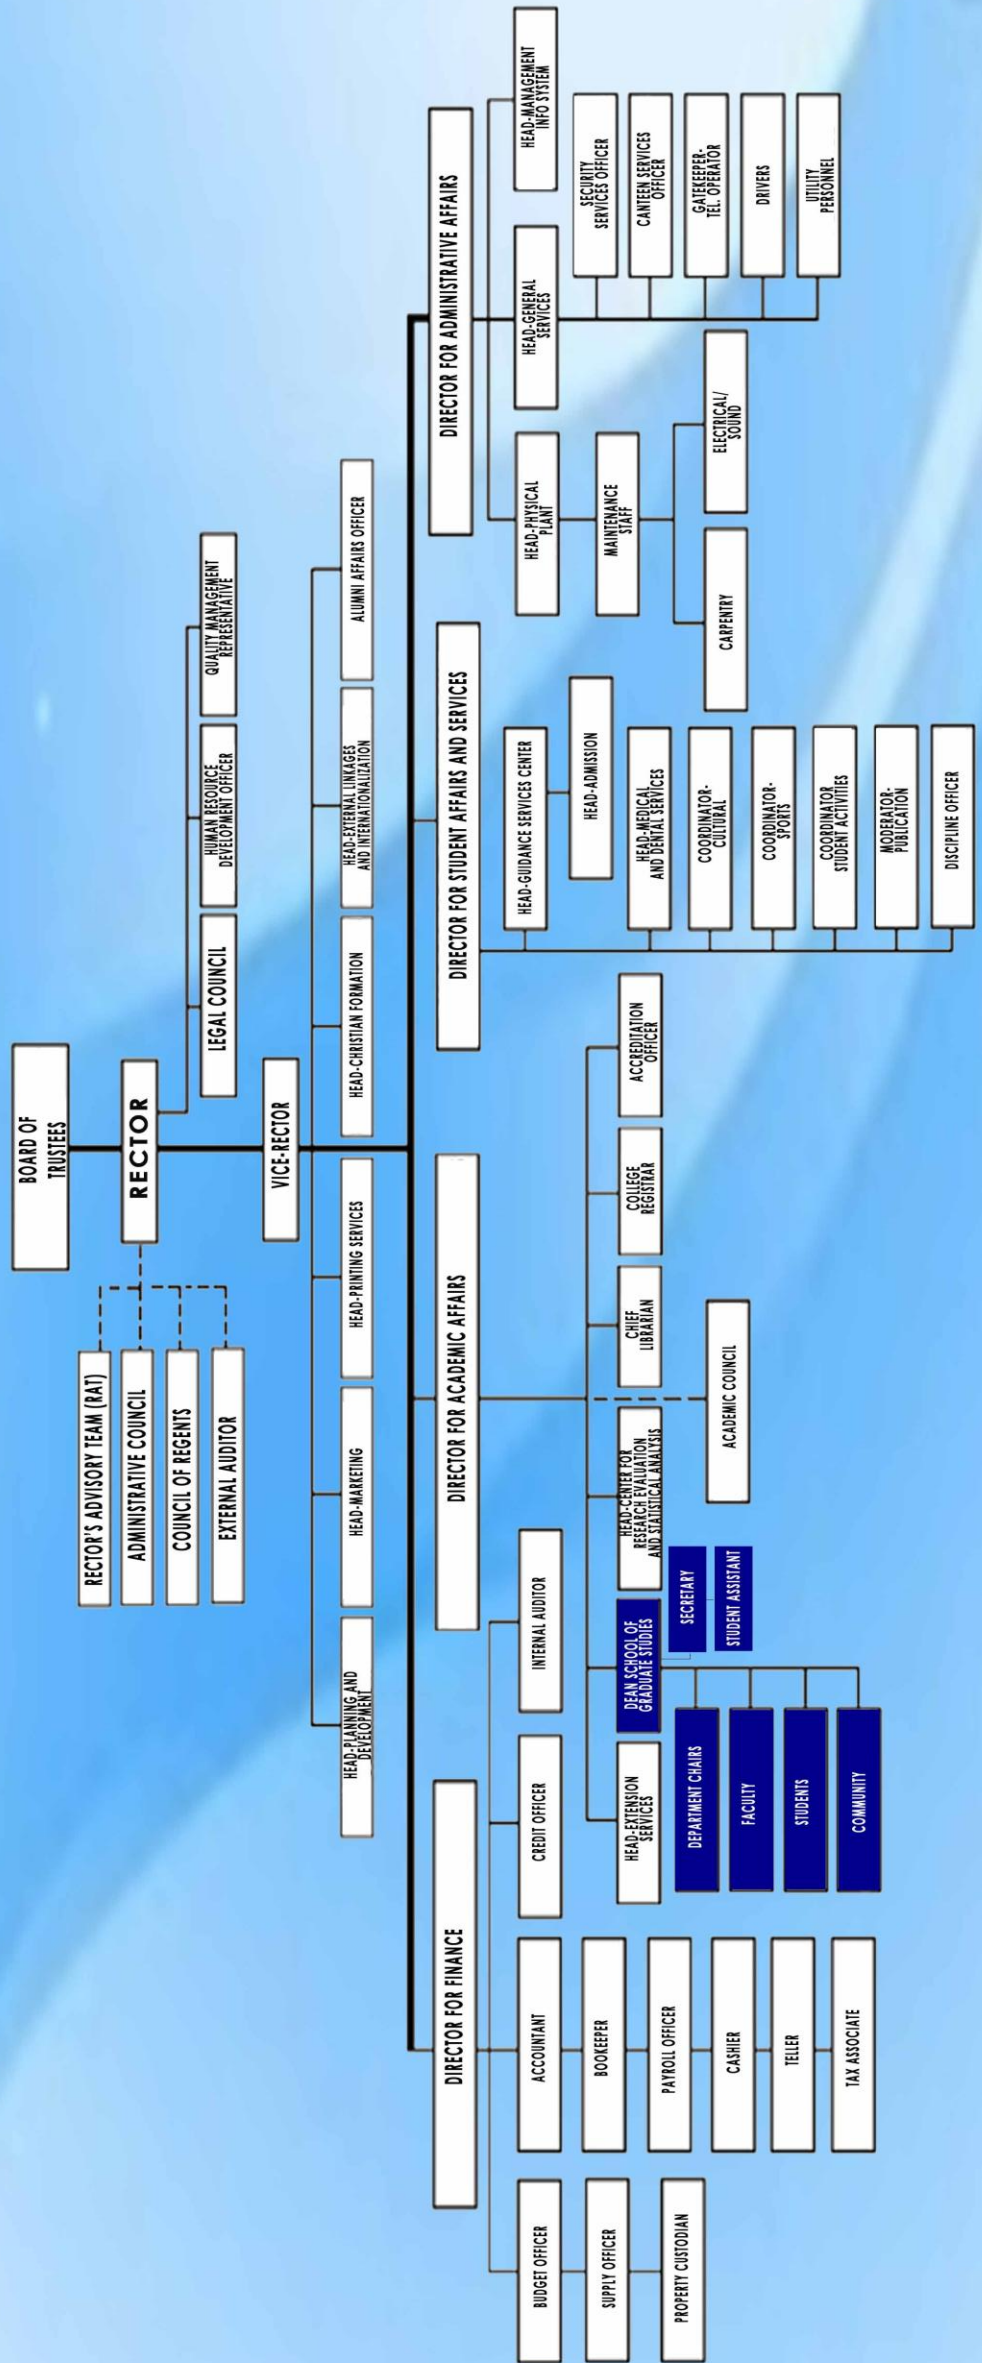 BOARD OF
TRUSTEES
RECTOR
RECTOR'S ADVISORY TEAM (RAT)
ADMINISTRATIVE COUNCIL
COUNCIL OF REGENTS
EXTERNAL AUDITOR
LEGAL COUNCIL
HUMAN RESOURCE
DEVELOPMENT OFFICER
QUALITY MANAGEMENT
REPRESENTATIVE
VICE-RECTOR
HEAD-PLANNING AND
DEVELOPMENT
HEAD-MARKETING
HEAD-PRINTING SERVICES
HEAD-CHRISTIAN FORMATION
HEAD-EXTERNAL LINKAGES
AND INTERNATIONALIZATION
ALUMNI AFFAIRS OFFICER
DIRECTOR FOR FINANCE
BUDGET OFFICER
SUPPLY OFFICER
PROPERTY CUSTODIAN
ACCOUNTANT
BOOKEEPER
PAYROLL OFFICER
CASHIER
TELLER
TAX ASSOCIATE
CREDIT OFFICER
INTERNAL AUDITOR
DIRECTOR FOR ACADEMIC AFFAIRS
HEAD-EXTENSION
SERVICES
DEAN SCHOOL OF
GRADUATE STUDIES
SECRETARY
STUDENT ASSISTANT
DEPARTMENT CHAIRS
FACULTY
STUDENTS
COMMUNITY
HEAD-CENTER FOR
RESEARCH EVALUATION
AND STATISTICAL ANALYSIS
CHIEF
LIBRARIAN
COLLEGE
REGISTRAR
ACCREDITATION
OFFICER
ACADEMIC COUNCIL
DIRECTOR FOR STUDENT AFFAIRS AND SERVICES
HEAD-GUIDANCE SERVICES CENTER
HEAD-ADMISSION
HEAD-MEDICAL
AND DENTAL SERVICES
COORDINATOR-
CULTURAL
COORDINATOR-
SPORTS
COORDINATOR
STUDENT ACTIVITIES
MODERATOR-
PUBLICATION
DISCIPLINE OFFICER
DIRECTOR FOR ADMINISTRATIVE AFFAIRS
HEAD-PHYSICAL
PLANT
MAINTENANCE
STAFF
CARPENTRY
ELECTRICAL/
SOUND
HEAD-GENERAL
SERVICES
SECURITY
SERVICES OFFICER
CANTEEN SERVICES
OFFICER
GATEKEEPER-
TEL. OPERATOR
DRIVERS
UTILITY
PERSONNEL
HEAD-MANAGEMENT
INFO SYSTEM